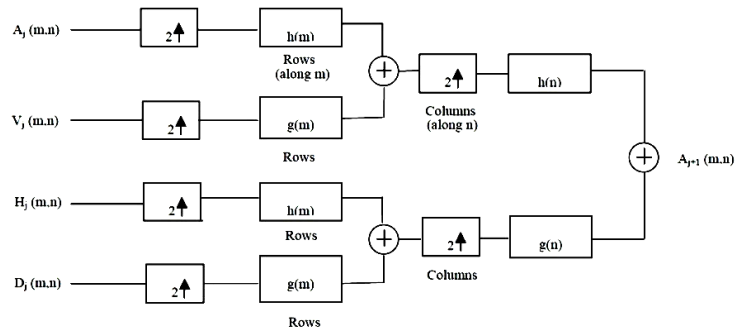 Aj (m,n) 2↑ h(m)
Rows
(along m)
+ 2↑ h(n)
Columns
(along n)
Vj (m,n) 2↑ g(m)
Rows
+ Aj+1 (m,n)
Hj (m,n) 2↑ h(m)
Rows
+ 2↑ g(n)
Columns
Dj (m,n) 2↑ g(m)
Rows